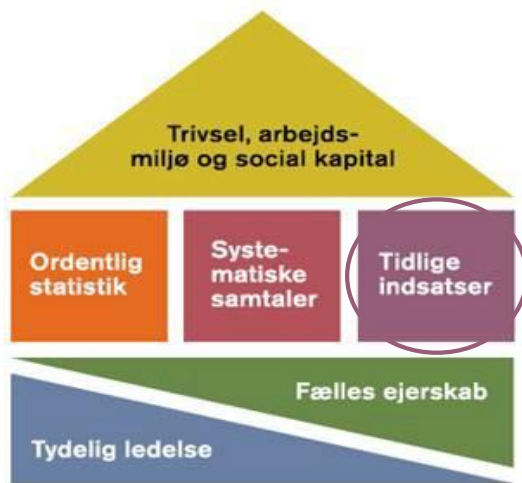 Trivsel, arbejds-
miljø og social kapital
Ordentlig
statistik
Syste-
matiske
samtaler
Tidlige
indsatser
Fælles ejerskab
Tydelig ledelse